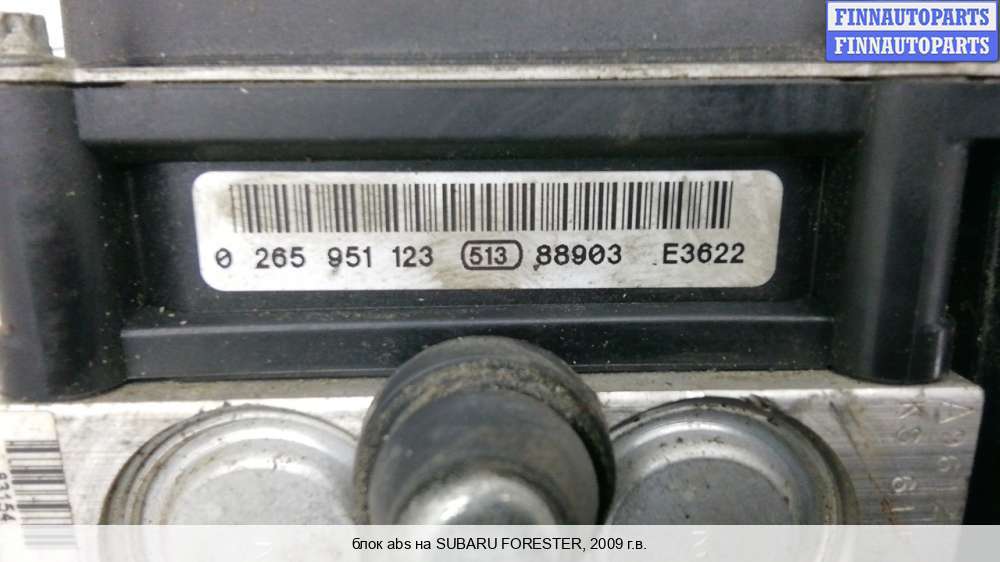 FINNAUTOPARTS
FINNAUTOPARTS
0 265 951 123 513 88903 E3622
блок abs на SUBARU FORESTER, 2009 г.в.